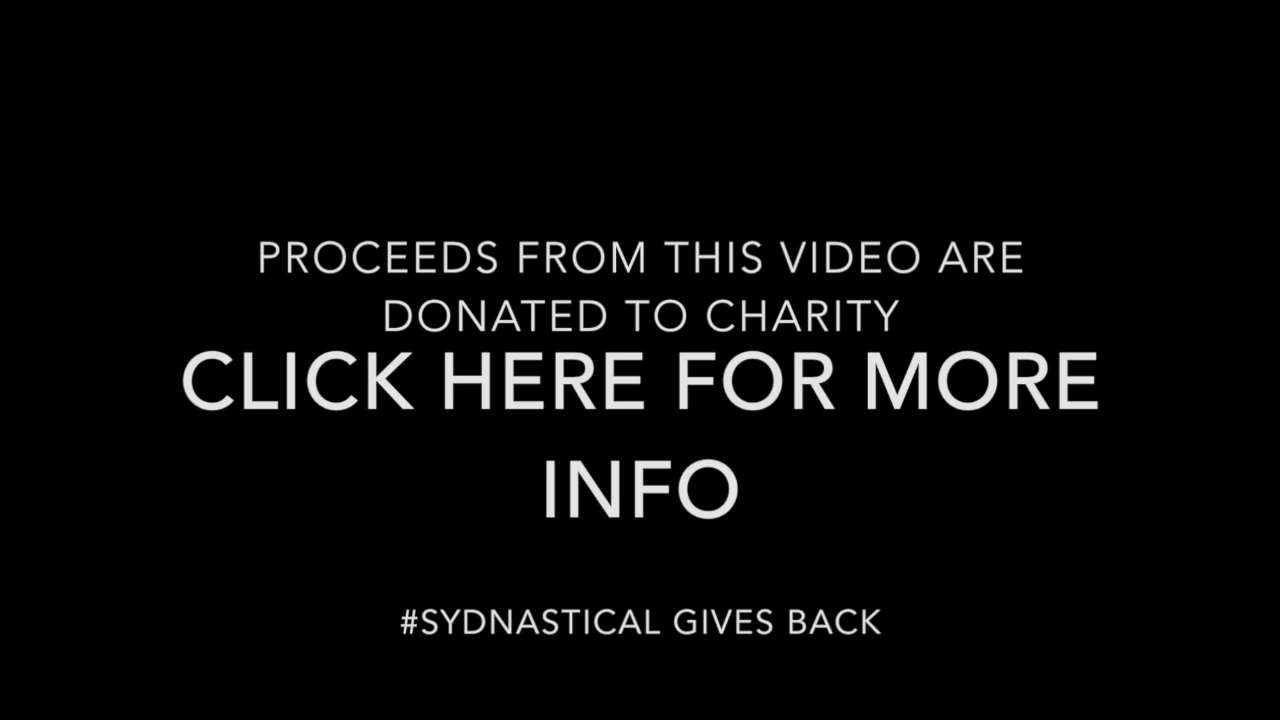 PROCEEDS FROM THIS VIDEO ARE
DONATED TO CHARITY
CLICK HERE FOR MORE
INFO
#SYDNASTICAL GIVES BACK